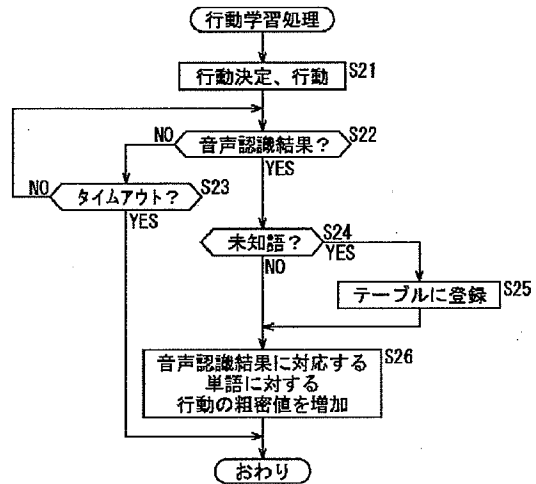 行動学習処理
行動決定、行動
S21
NO
音声認識結果?
S22
YES
NO
タイムアウト?
S23
YES
未知語?
S24
YES
NO
テーブルに登録
S25
音声認識結果に対応する
単語に対する
行動の粗密値を増加
S26
おわり